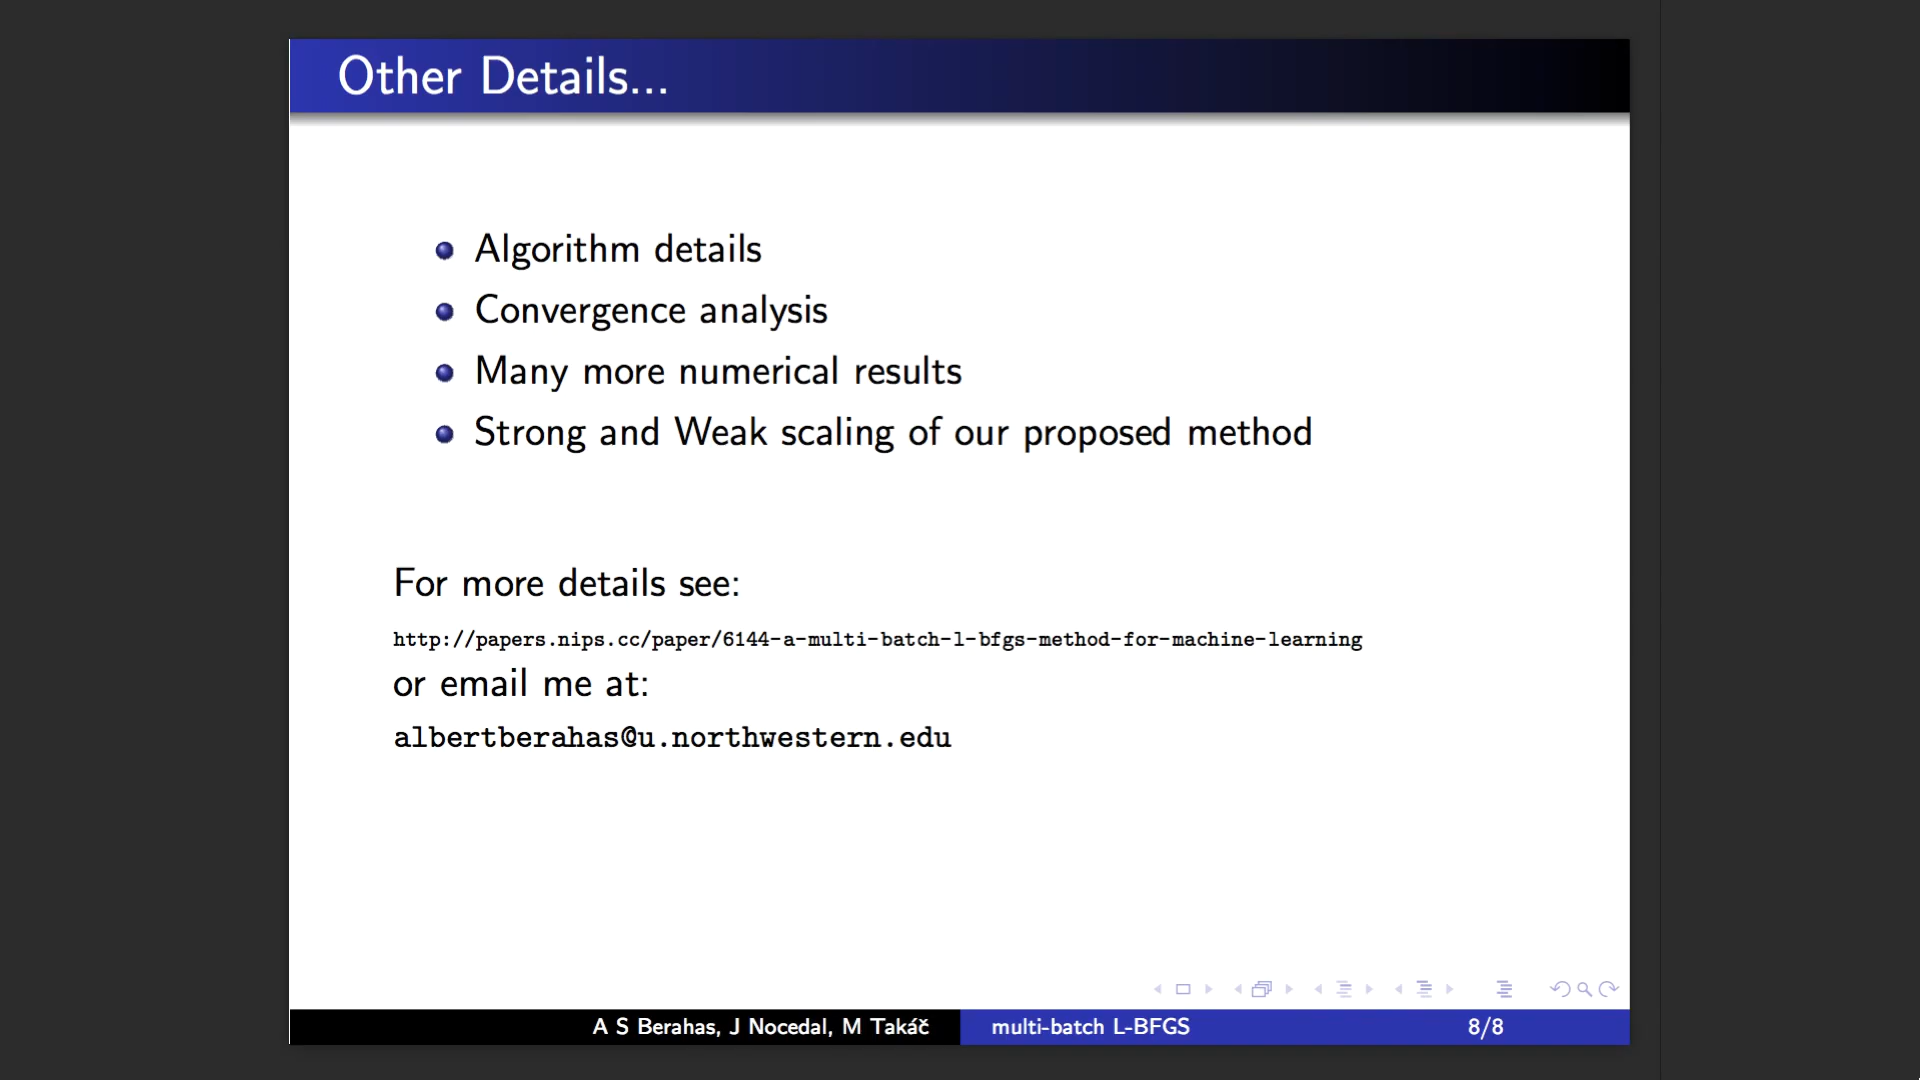 Other Details...
Algorithm details
Convergence analysis
Many more numerical results
Strong and Weak scaling of our proposed method
For more details see:
http://papers.nips.cc/paper/6144-a-multi-batch-l-bfgs-method-for-machine-learning
or email me at:
albertberahas@u.northwestern.edu
A S Berahas, J Nocedal, M Takáč
multi-batch L-BFGS
8/8